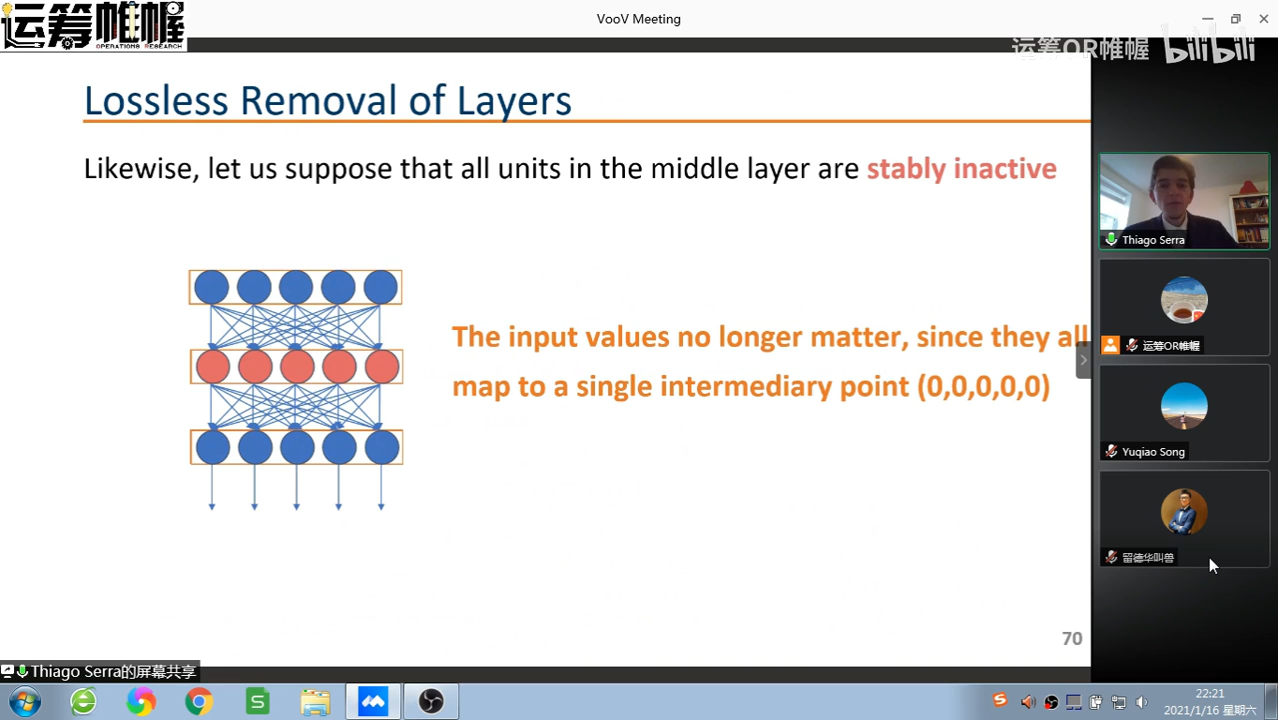 运筹帷幄
OPERATIONS RESEARCH
VooV Meeting
运筹OR帷幄 bilibili
Lossless Removal of Layers
Likewise, let us suppose that all units in the middle layer are stably inactive
The input values no longer matter, since they all
map to a single intermediary point (0,0,0,0,0)
70
Thiago Serra
运筹OR帷幄
Yuqiao Song
留德华叫兽
Thiago Serra的屏幕共享
22:21
2021/1/16 星期六